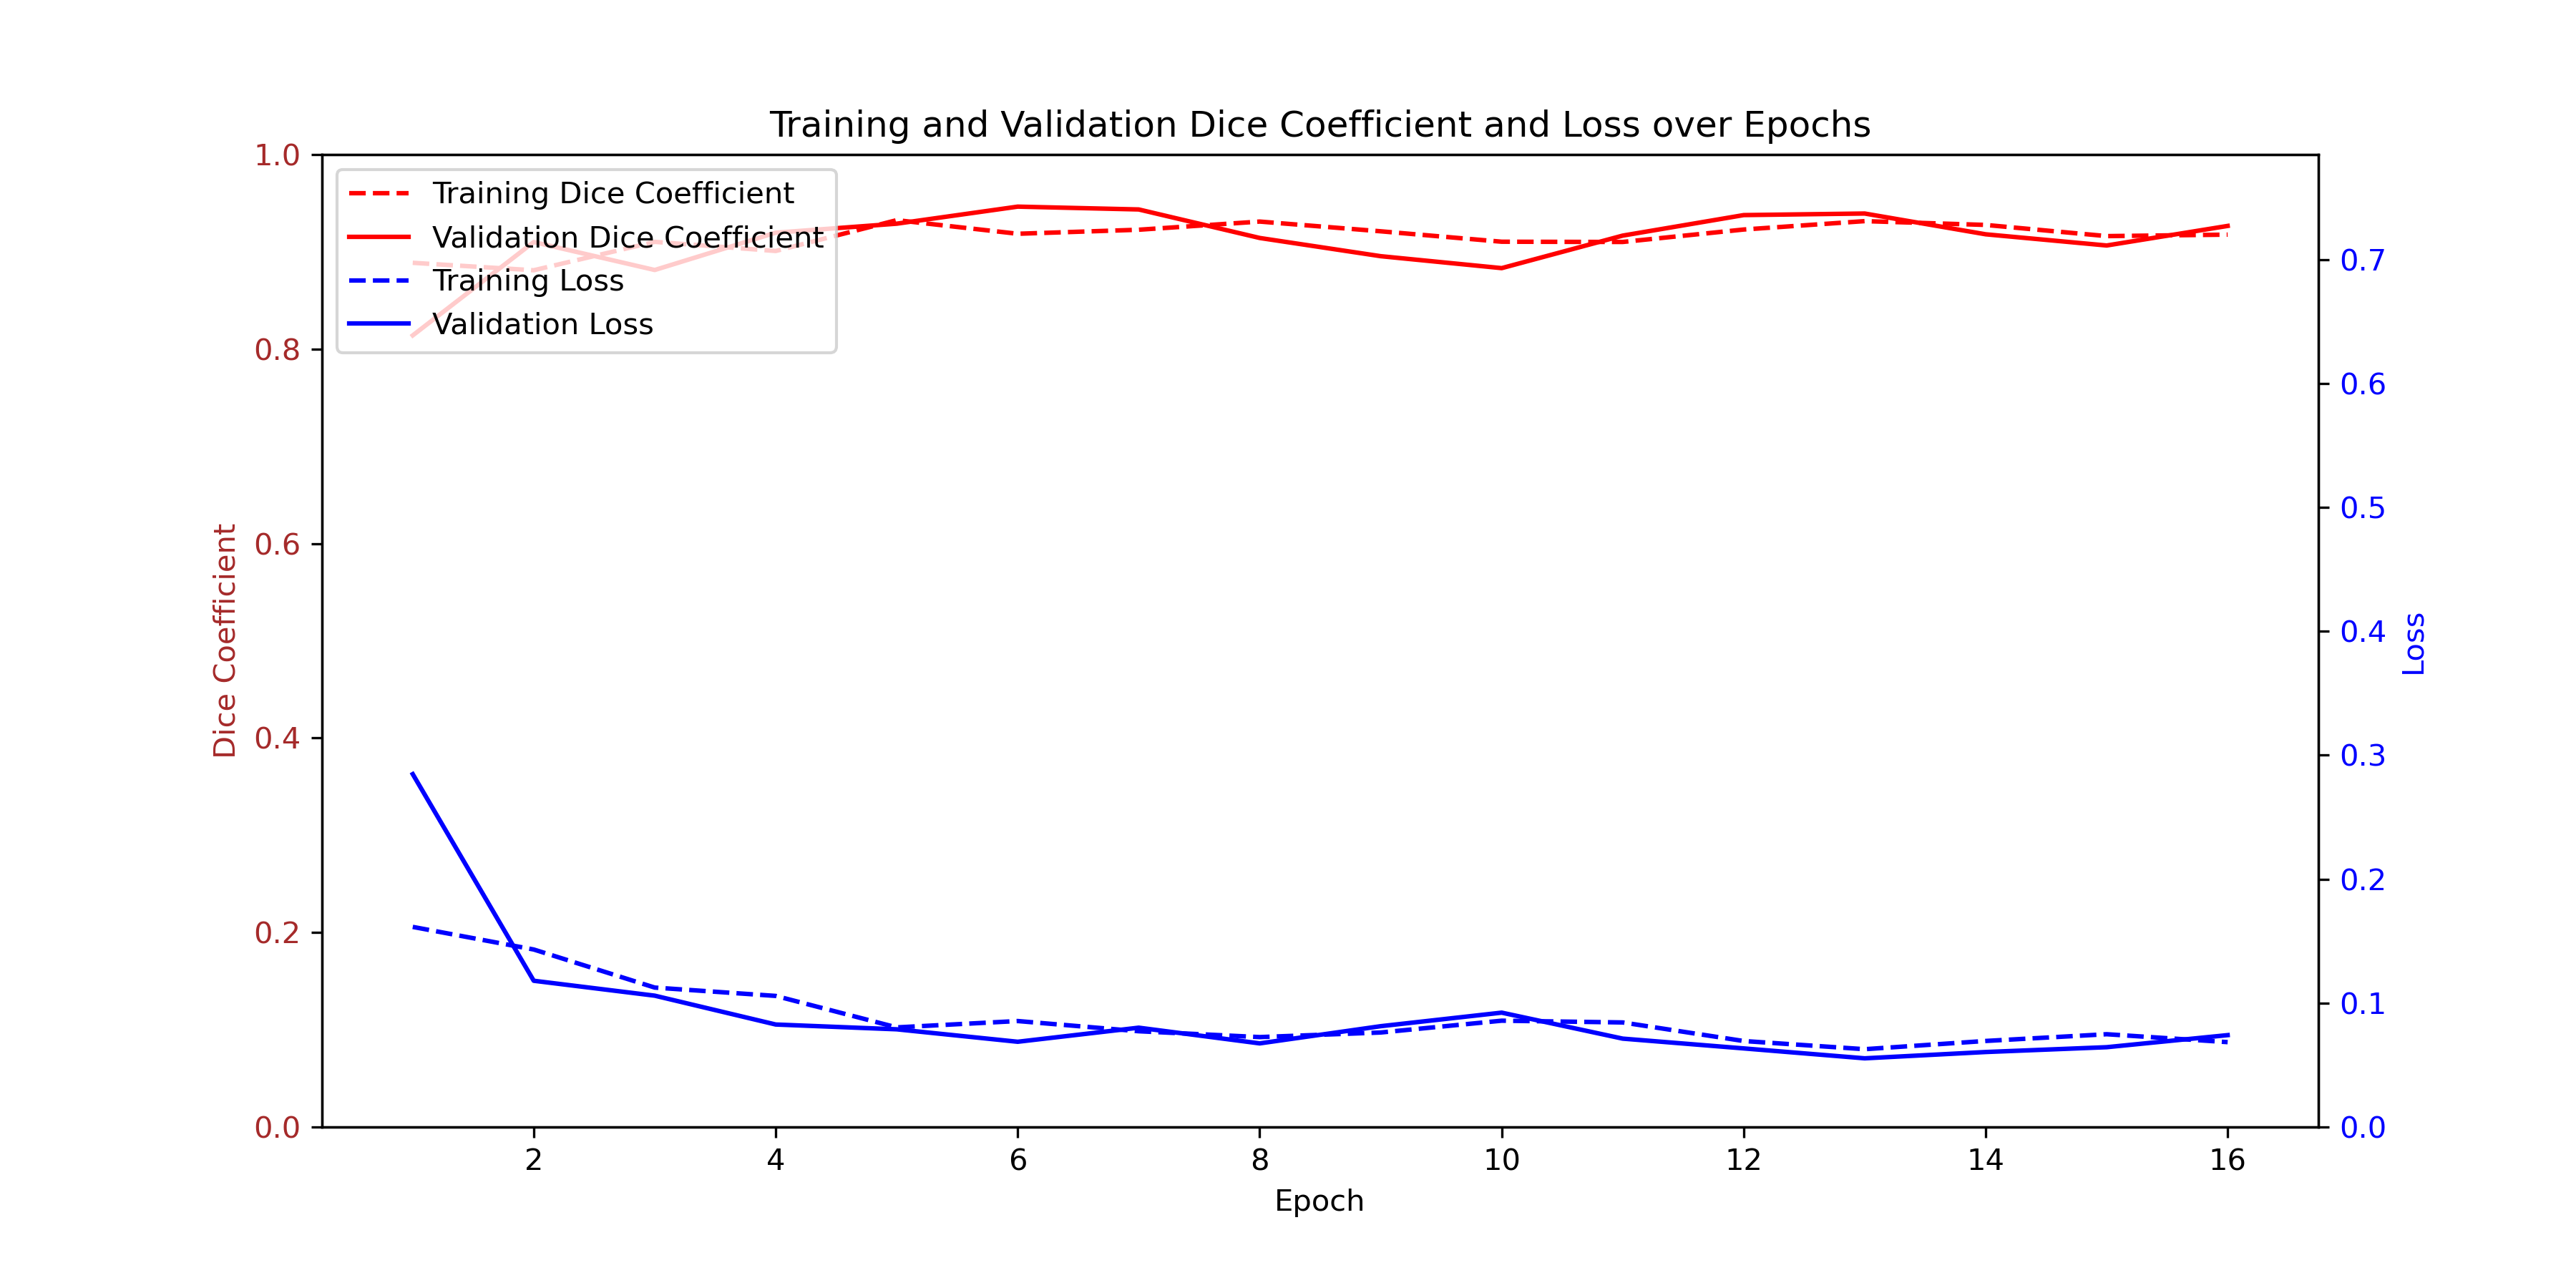 Training and Validation Dice Coefficient and Loss over Epochs
Training Dice Coefficient
Validation Dice Coefficient
Training Loss
Validation Loss
1.0
0.8
0.6
0.4
0.2
0.0
Dice Coefficient
0.7
0.6
0.5
0.4
0.3
0.2
0.1
0.0
Loss
2 4 6 8 10 12 14 16
Epoch